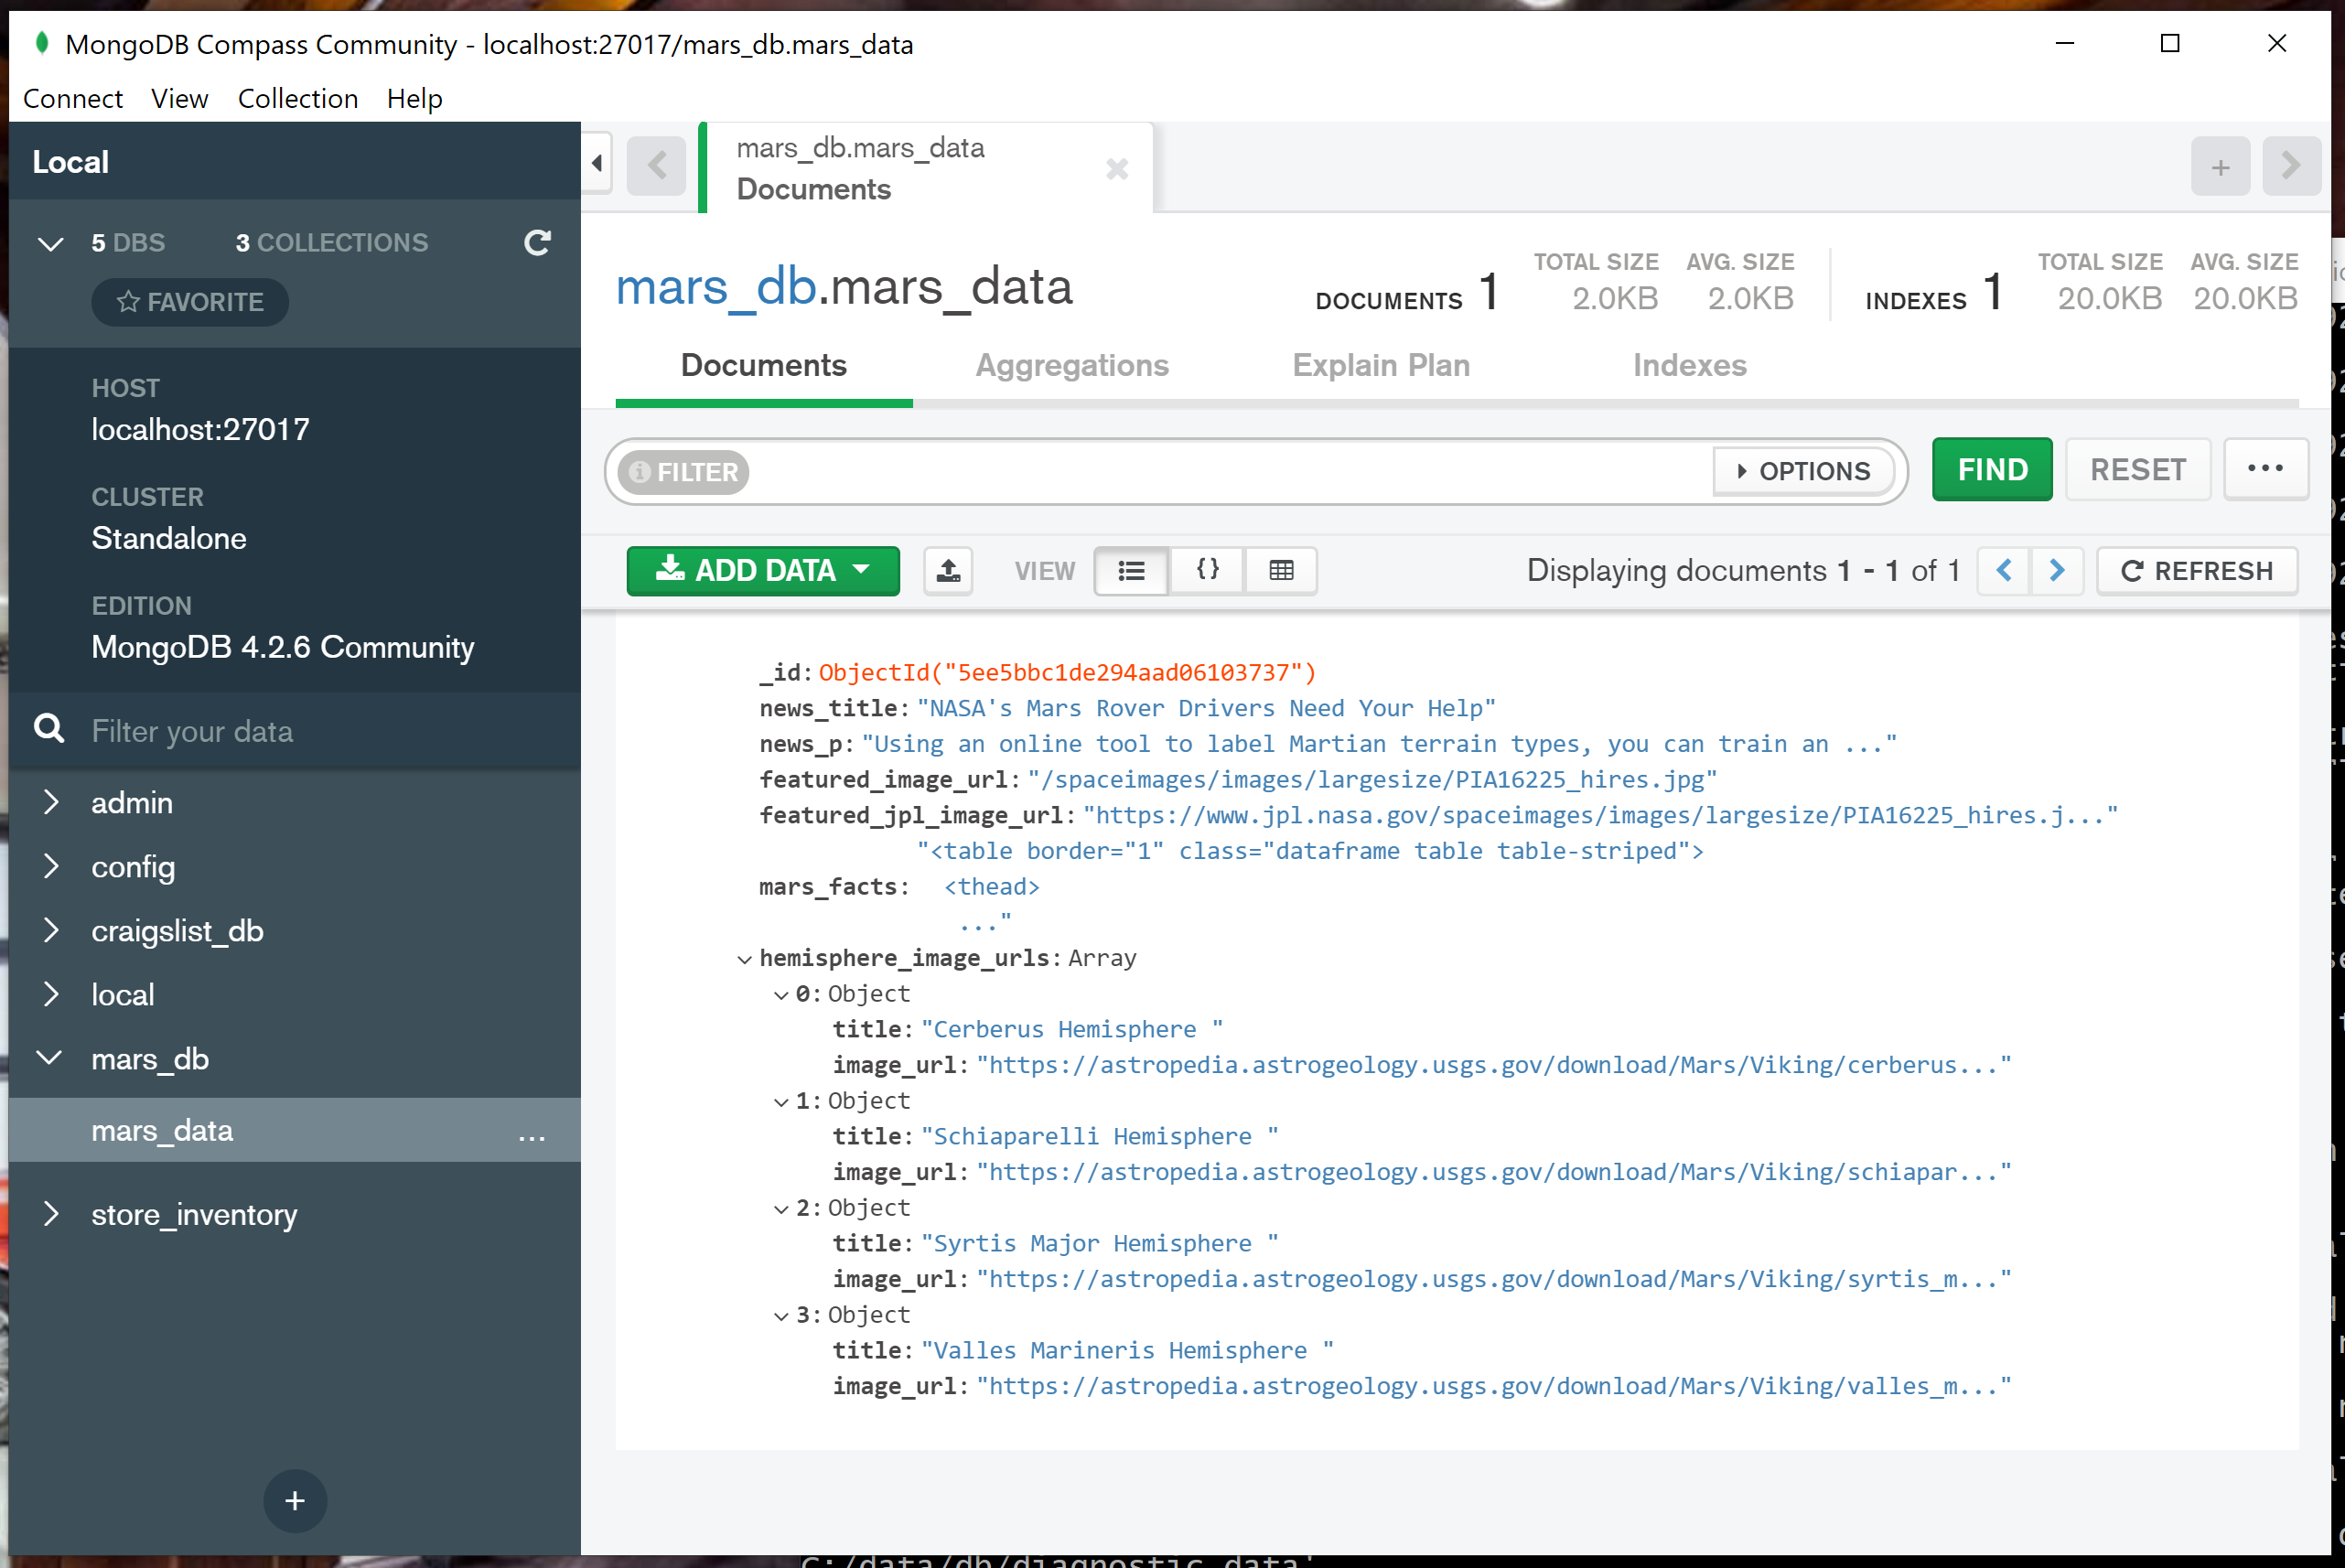 MongoDB Compass Community - localhost:27017/mars_db.mars_data
Connect View Collection Help
Local
5 DBS 3 COLLECTIONS
FAVORITE
HOST
localhost:27017
CLUSTER
Standalone
EDITION
MongoDB 4.2.6 Community
Filter your data
admin
config
craigslist_db
local
mars_db
mars_data ...
store_inventory
+
mars_db.mars_data
Documents
+
mars_db.mars_data
DOCUMENTS 1
TOTAL SIZE 2.0KB
AVG. SIZE 2.0KB
INDEXES 1
TOTAL SIZE 20.0KB
AVG. SIZE 20.0KB
Documents Aggregations Explain Plan Indexes
FILTER
OPTIONS
FIND RESET ...
ADD DATA
VIEW {}
Displaying documents 1 - 1 of 1
REFRESH
_id: ObjectId("5ee5bbc1de294aad06103737")
news_title: "NASA's Mars Rover Drivers Need Your Help"
news_p: "Using an online tool to label Martian terrain types, you can train an ..."
featured_image_url: "/spaceimages/images/largesize/PIA16225_hires.jpg"
featured_jpl_image_url: "https://www.jpl.nasa.gov/spaceimages/images/largesize/PIA16225_hires.j..."
"<table border="1" class="dataframe table table-striped">
mars_facts: <thead>
..."
hemisphere_image_urls: Array
0: Object
title: "Cerberus Hemisphere "
image_url: "https://astropedia.astrogeology.usgs.gov/download/Mars/Viking/cerberus..."
1: Object
title: "Schiaparelli Hemisphere "
image_url: "https://astropedia.astrogeology.usgs.gov/download/Mars/Viking/schiapar..."
2: Object
title: "Syrtis Major Hemisphere "
image_url: "https://astropedia.astrogeology.usgs.gov/download/Mars/Viking/syrtis_m..."
3: Object
title: "Valles Marineris Hemisphere "
image_url: "https://astropedia.astrogeology.usgs.gov/download/Mars/Viking/valles_m..."
C:/data/db/diagnostic.data'